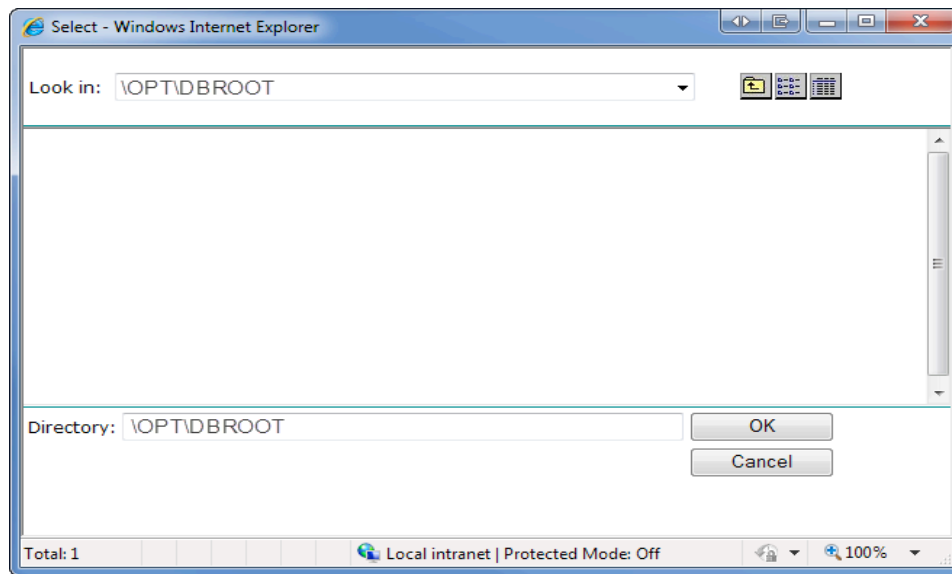 Select - Windows Internet Explorer
Look in: \OPT\DBROOT
Directory: \OPT\DBROOT
OK
Cancel
Total: 1 Local intranet | Protected Mode: Off 100%